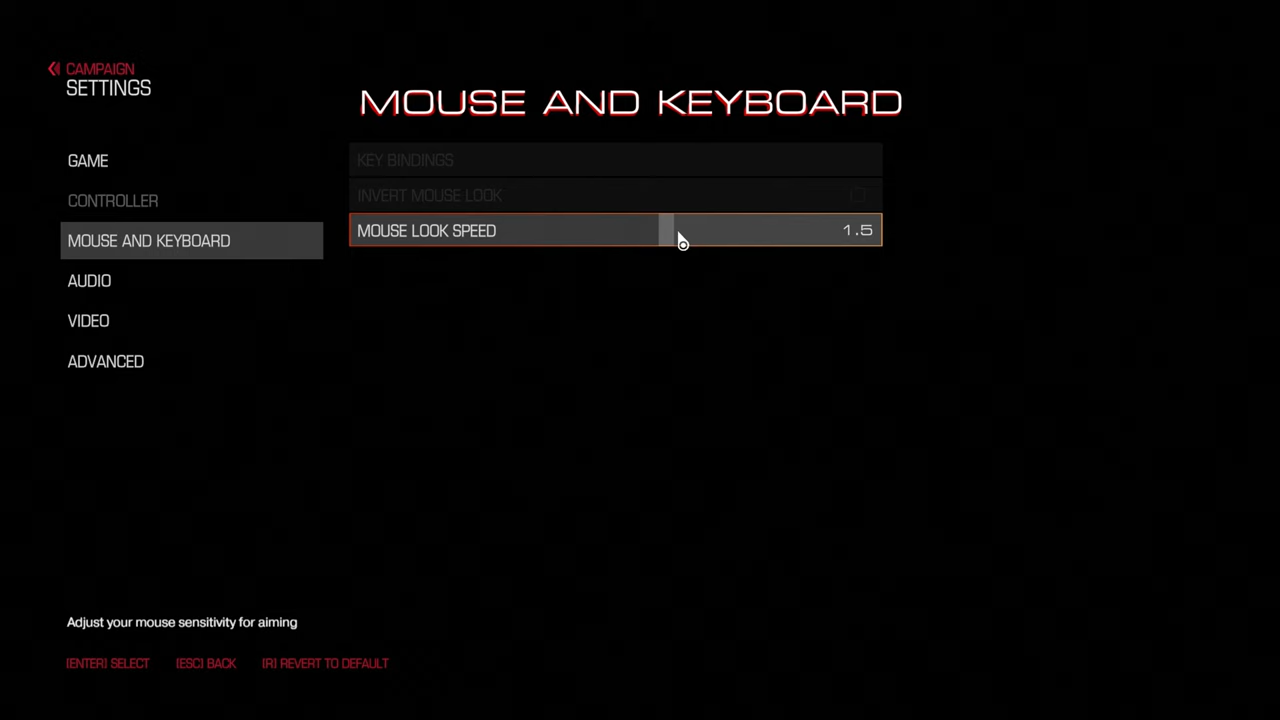 CAMPAIGN
SETTINGS
MOUSE AND KEYBOARD
GAME
CONTROLLER
MOUSE AND KEYBOARD
AUDIO
VIDEO
ADVANCED
KEY BINDINGS
INVERT MOUSE LOOK
MOUSE LOOK SPEED 1.5
Adjust your mouse sensitivity for aiming
[ENTER] SELECT [ESC] BACK [R] REVERT TO DEFAULT